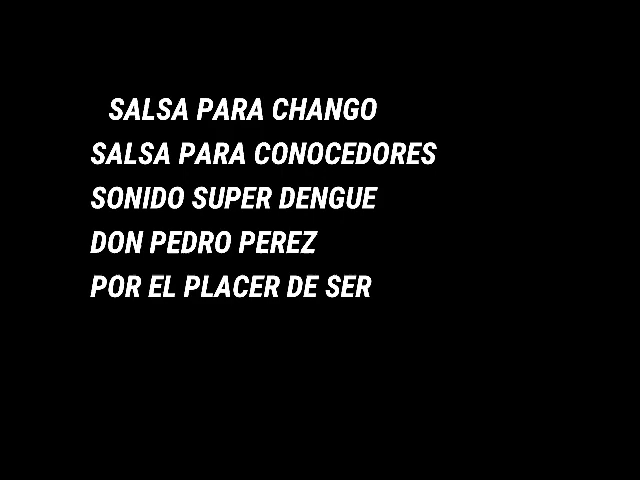 SALSA PARA CHANGO
SALSA PARA CONOCEDORES
SONIDO SUPER DENGUE
DON PEDRO PEREZ
POR EL PLACER DE SER